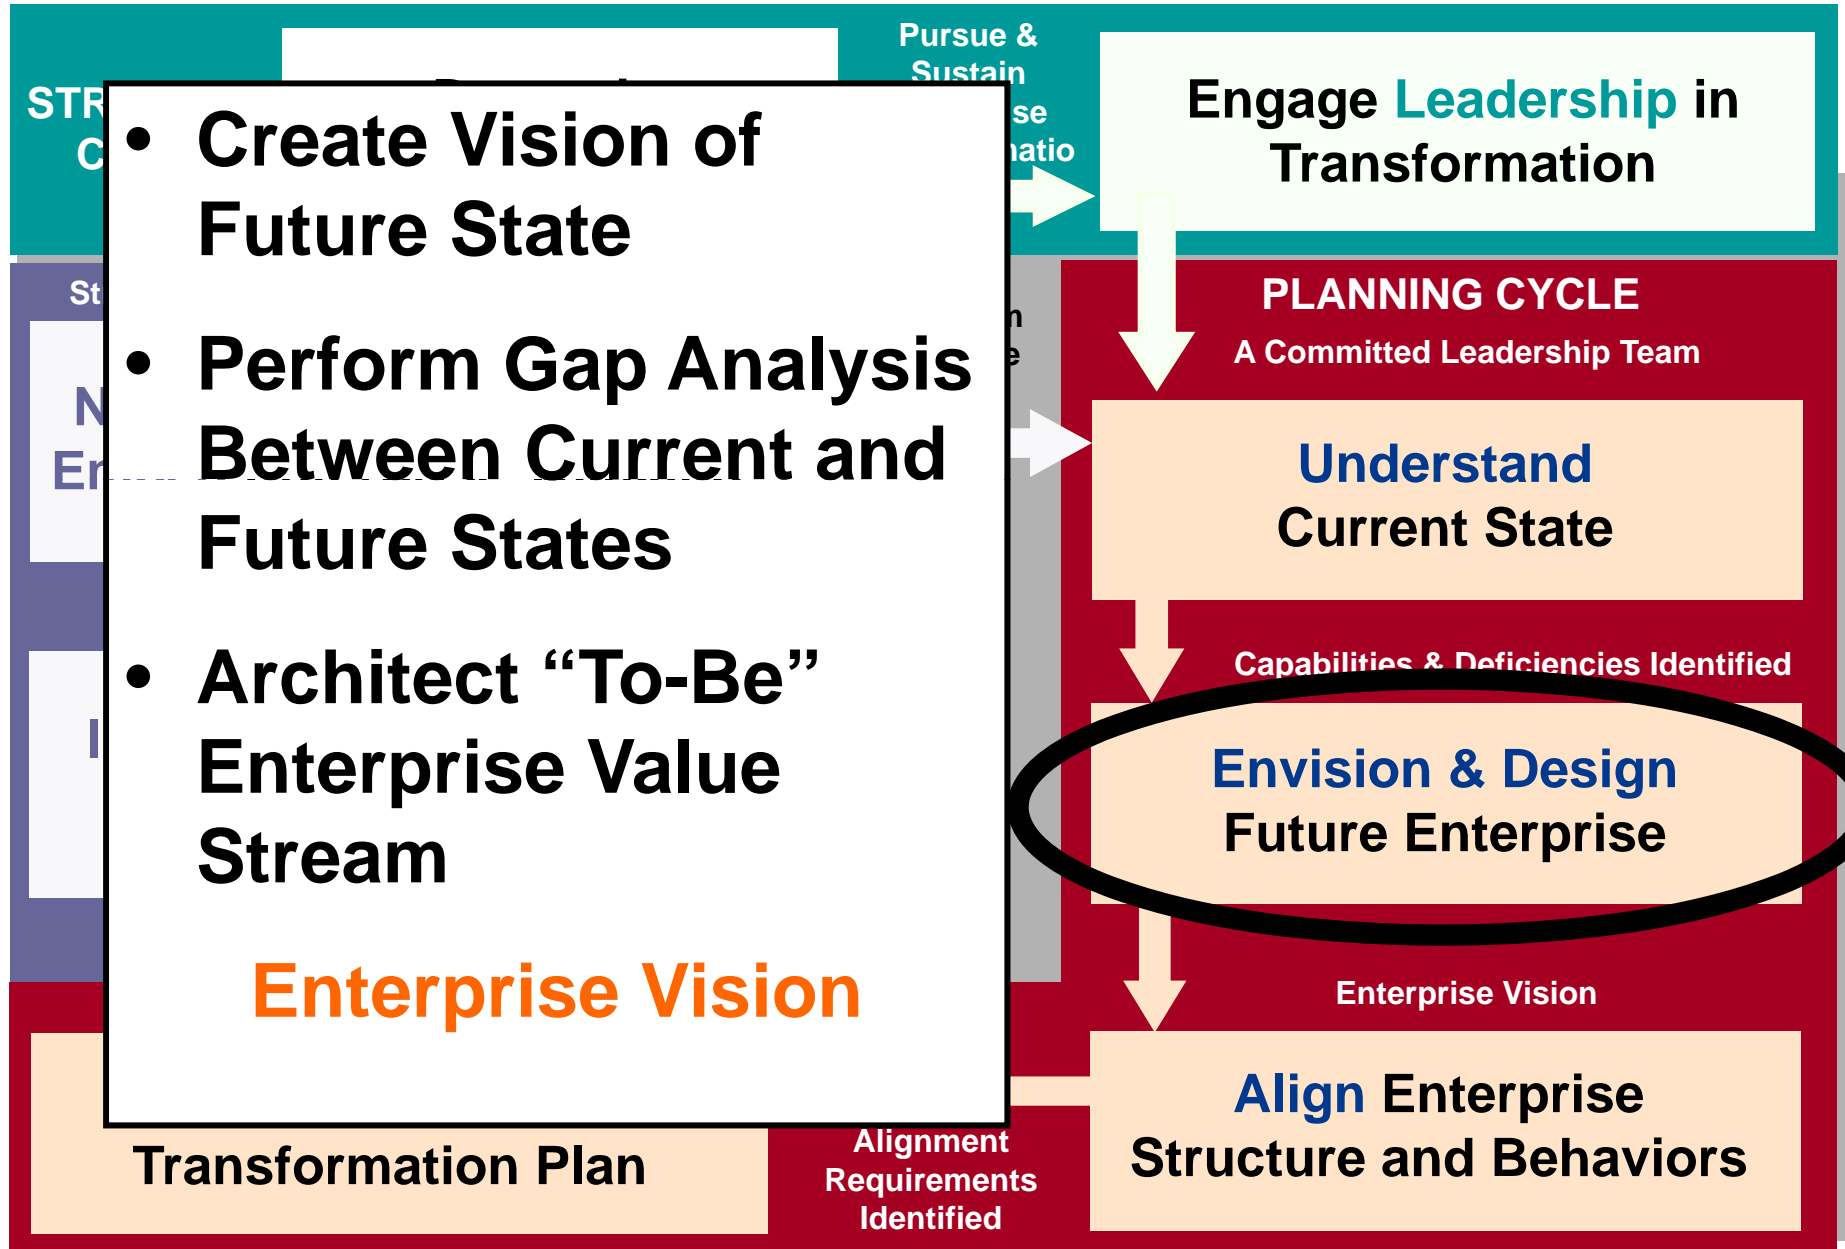 Pursue &
Sustain
Engage Leadership in
Transformation
• Create Vision of
Future State
• Perform Gap Analysis
Between Current and
Future States
• Architect “To-Be”
Enterprise Value
Stream
Enterprise Vision
PLANNING CYCLE
A Committed Leadership Team
Understand
Current State
Capabilities & Deficiencies Identified
Envision & Design
Future Enterprise
Enterprise Vision
Align Enterprise
Structure and Behaviors
Alignment
Requirements
Identified
Transformation Plan